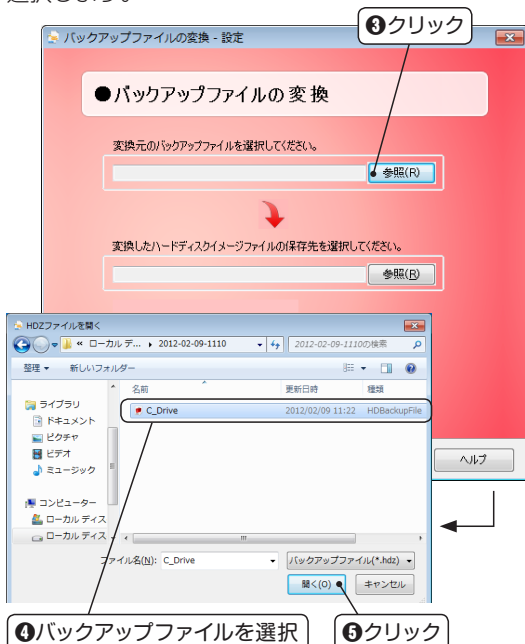 選択します。
❸クリック
バックアップファイルの変換 - 設定
●バックアップファイルの変換
変換元のバックアップファイルを選択してください。
参照(R)
変換したハードディスクイメージファイルの保存先を選択してください。
参照(R)
HDZファイルを開く
« ローカル デ... ▸ 2012-02-09-1110
2012-02-09-1110の検索
整理 ▼ 新しいフォルダー
名前 更新日時 種類
ライブラリ
C_Drive 2012/02/09 11:22 HDBackupFile
ドキュメント
ピクチャ
ビデオ
ミュージック
コンピューター
ローカル ディス
ローカル ディス
ファイル名(N): C_Drive
バックアップファイル(*.hdz)
開く(O) キャンセル
ヘルプ
❹バックアップファイルを選択
❺クリック